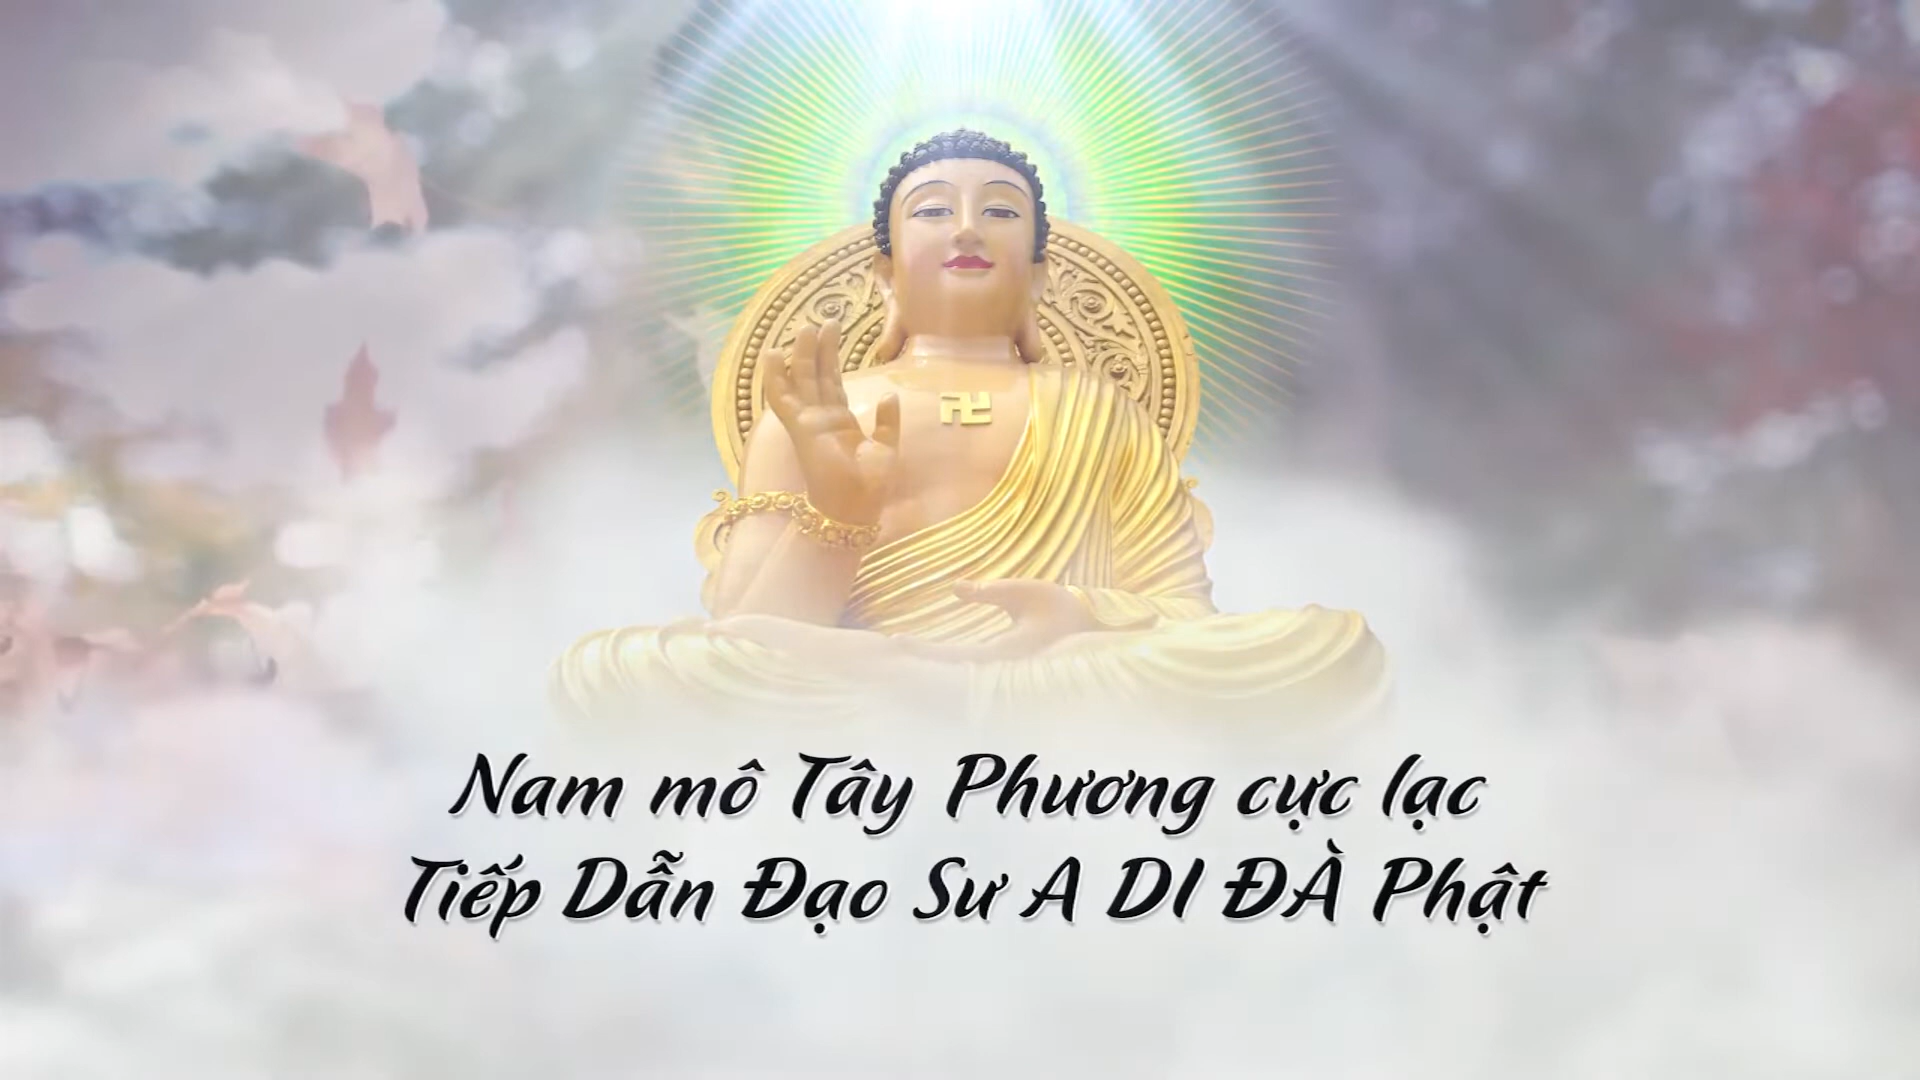 Nam mô Tây Phương cực lạc
Tiếp Dẫn Đạo Sư A DI ĐÀ Phật